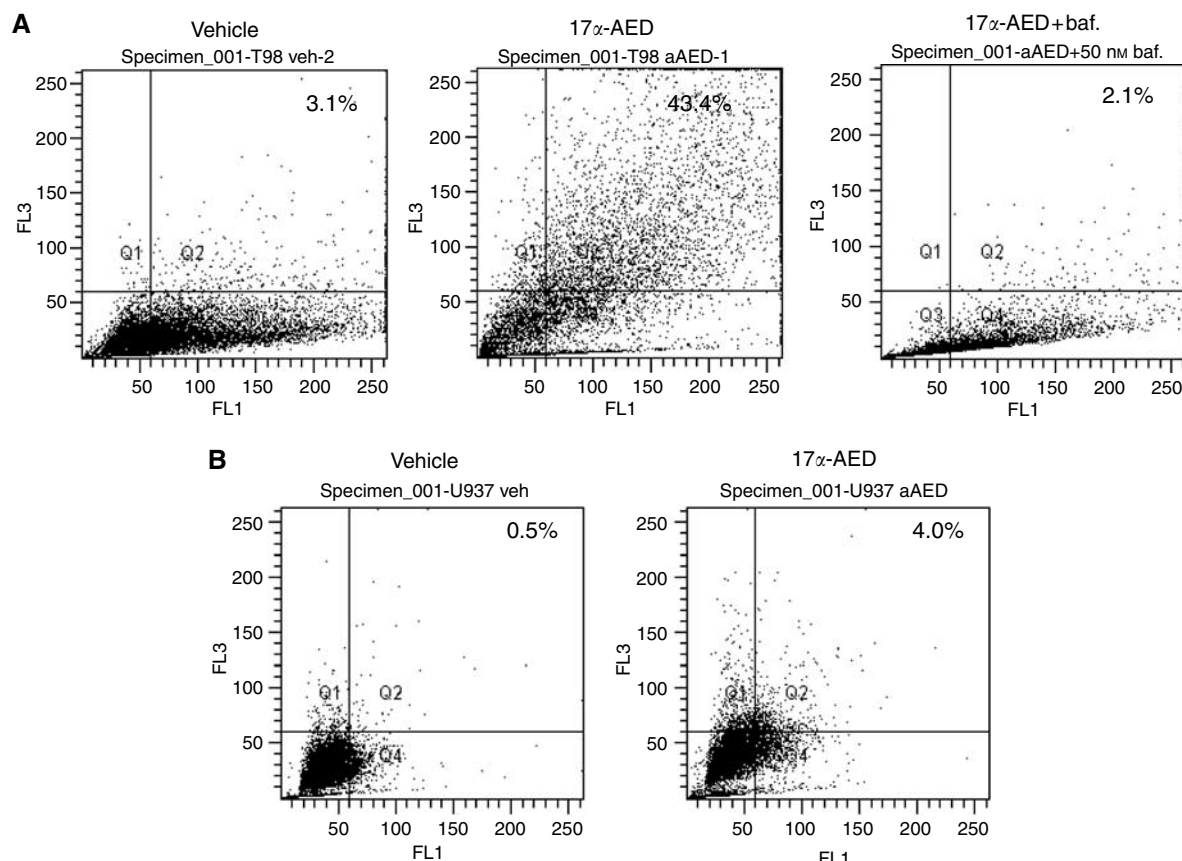 A
Vehicle
Specimen_001-T98 veh-2
3.1%
250
200
150
100
50
FL3
Q1
Q2
50
100
150
200
250
FL1
17α-AED
Specimen_001-T98 aAED-1
43.4%
250
200
150
100
50
FL3
Q1
50
100
150
200
250
FL1
17α-AED+baf.
Specimen_001-aAED+50 nM baf.
2.1%
250
200
150
100
50
FL3
Q1
Q2
Q3
Q4
50
100
150
200
250
FL1
B
Vehicle
Specimen_001-U937 veh
0.5%
250
200
150
100
50
FL3
Q1
Q2
Q4
50
100
150
200
250
FL1
17α-AED
Specimen_001-U937 aAED
4.0%
250
200
150
100
50
FL3
Q1
Q2
50
100
150
200
250
FL1